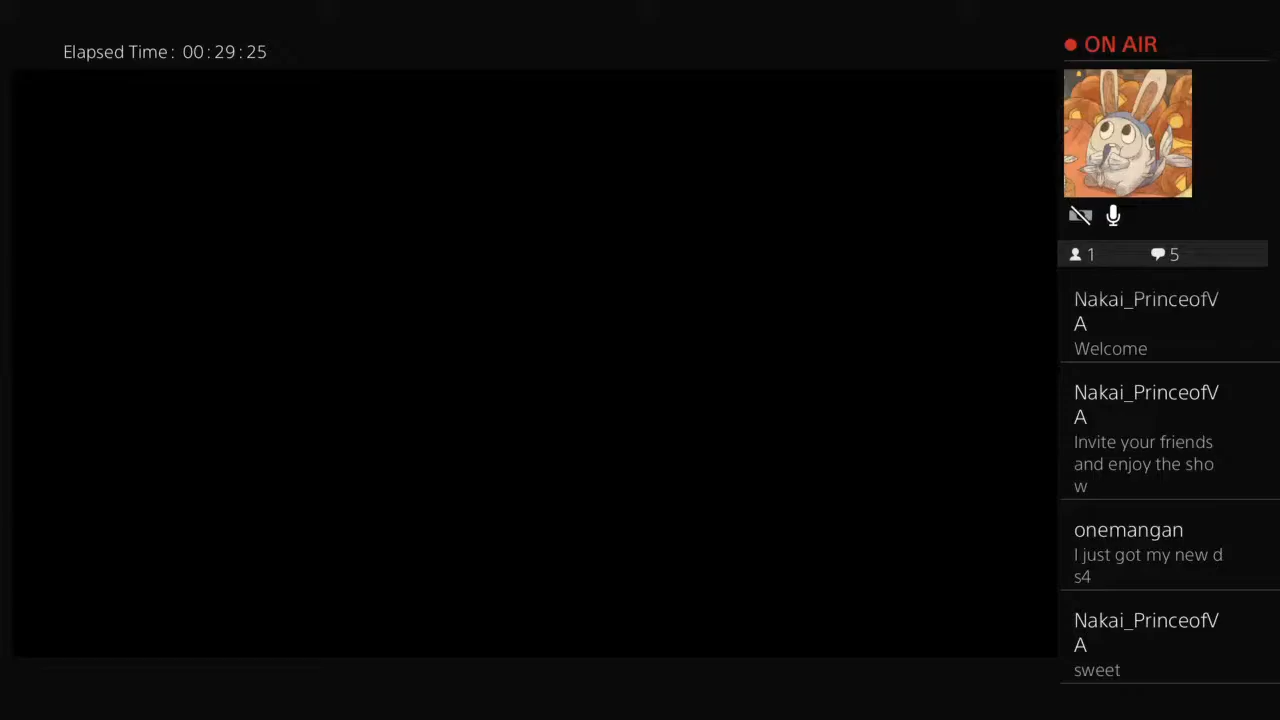 Elapsed Time: 00:29:25
ON AIR
1 5
Nakai_PrinceofV
A
Welcome
Nakai_PrinceofV
A
Invite your friends
and enjoy the sho
w
onemangan
I just got my new d
s4
Nakai_PrinceofV
A
sweet